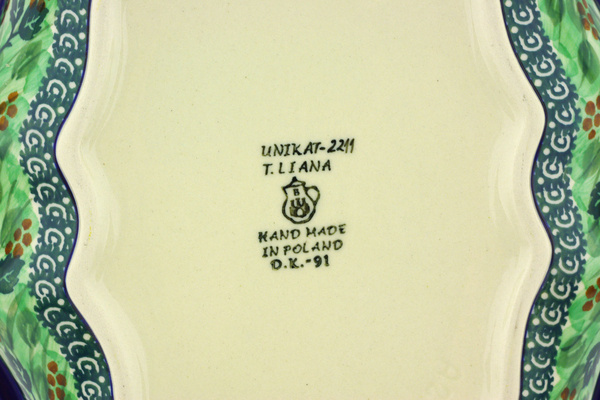 UNIKAT-2211
T. LIANA
B
HAND MADE
IN POLAND
D.K.-91